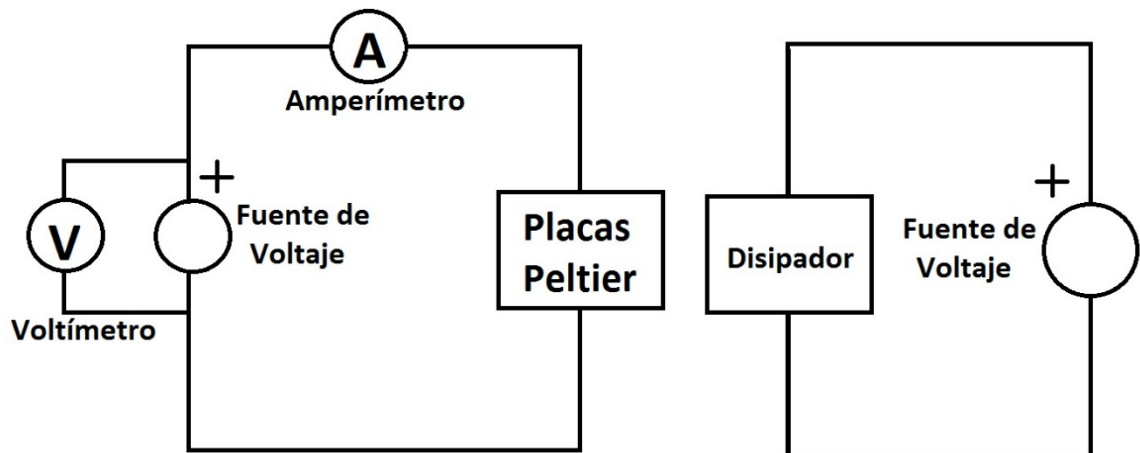 A
Amperímetro
+
Fuente de
Voltaje
V
Voltímetro
Placas
Peltier
Disipador
+
Fuente de
Voltaje